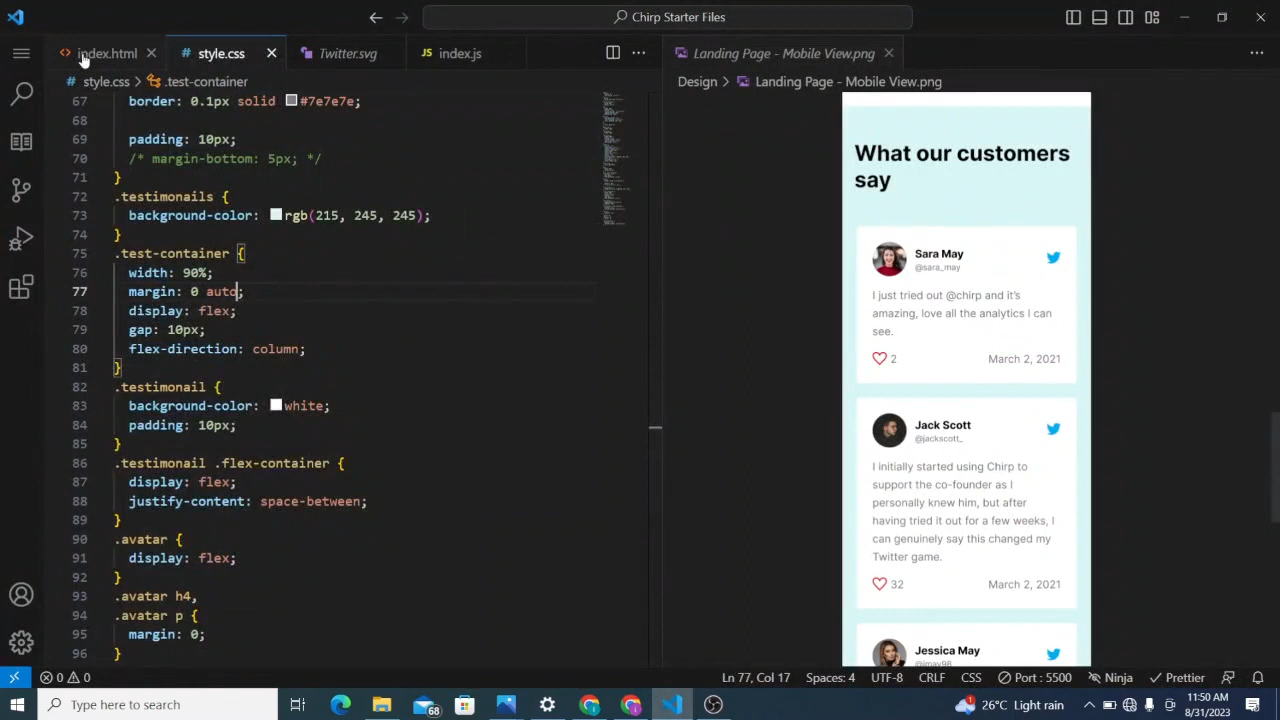 Chirp Starter Files
index.html
style.css
Twitter.svg
JS index.js
Landing Page - Mobile View.png
# style.css > .test-container
Design > Landing Page - Mobile View.png
67 border: 0.1px solid #7e7e7e;
68
69 padding: 10px;
70 /* margin-bottom: 5px; */
71 }
72 .testimonails {
73 background-color: rgb(215, 245, 245);
74 }
75 .test-container {
76 width: 90%;
77 margin: 0 auto;
78 display: flex;
79 gap: 10px;
80 flex-direction: column;
81 }
82 .testimonail {
83 background-color: white;
84 padding: 10px;
85 }
86 .testimonail .flex-container {
87 display: flex;
88 justify-content: space-between;
89 }
90 .avatar {
91 display: flex;
92 }
93 .avatar h4,
94 .avatar p {
95 margin: 0;
96 }
What our customers
say
Sara May
@sara_may
I just tried out @chirp and it's
amazing, love all the analytics I can
see.
2 March 2, 2021
Jack Scott
@jackscott_
I initially started using Chirp to
support the co-founder as I
personally knew him, but after
having tried it out for a few weeks, I
can genuinely say this changed my
Twitter game.
32 March 2, 2021
Jessica May
@jmay98
0 0 Ln 77, Col 17 Spaces: 4 UTF-8 CRLF CSS Port : 5500 Ninja Prettier
Type here to search
68
26°C Light rain
11:50 AM
8/31/2023